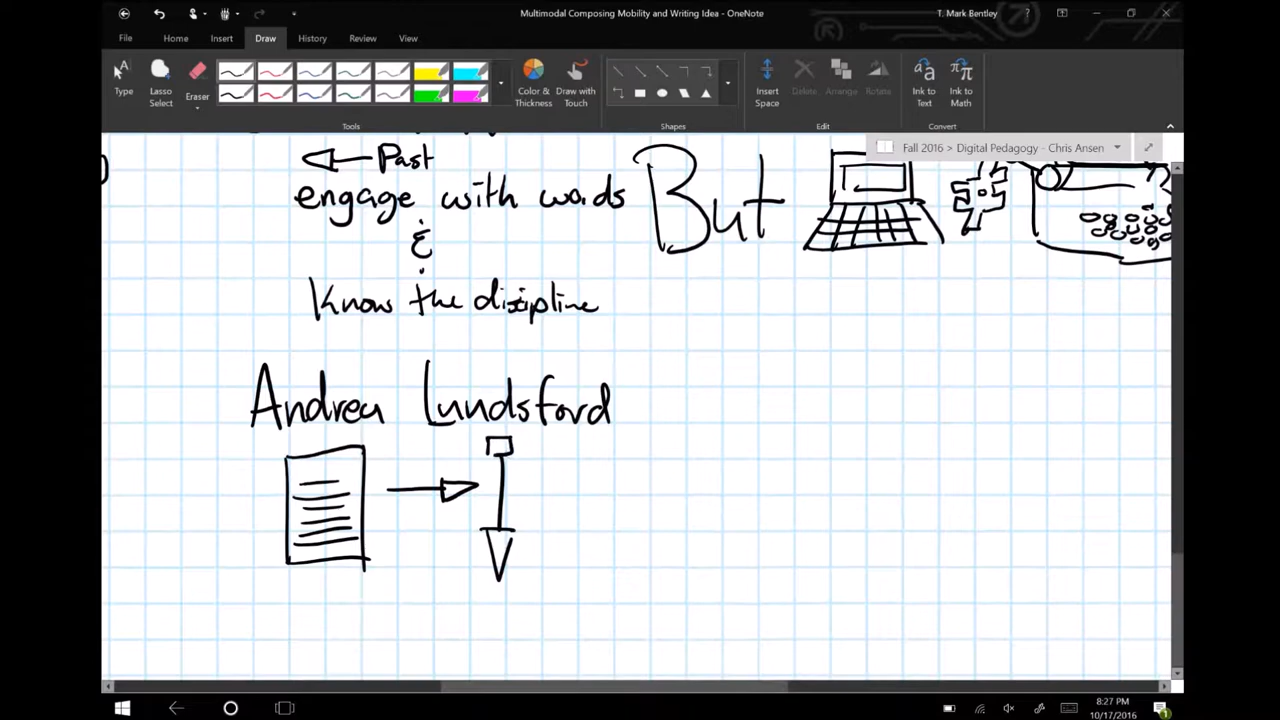 Multimodal Composing Mobility and Writing Idea - OneNote
T. Mark Bentley
?
File Home Insert Draw History Review View
Type
Lasso Select
Eraser
Color & Thickness
Draw with Touch
Insert Space
Delete
Arrange
Rotate
Ink to Text
Ink to Math
Tools
Shapes
Edit
Convert
Fall 2016 > Digital Pedagogy - Chris Ansen
Past
engage with words
&
Know the discipline
But
Andrea Lundsford
8:27 PM
10/17/2016